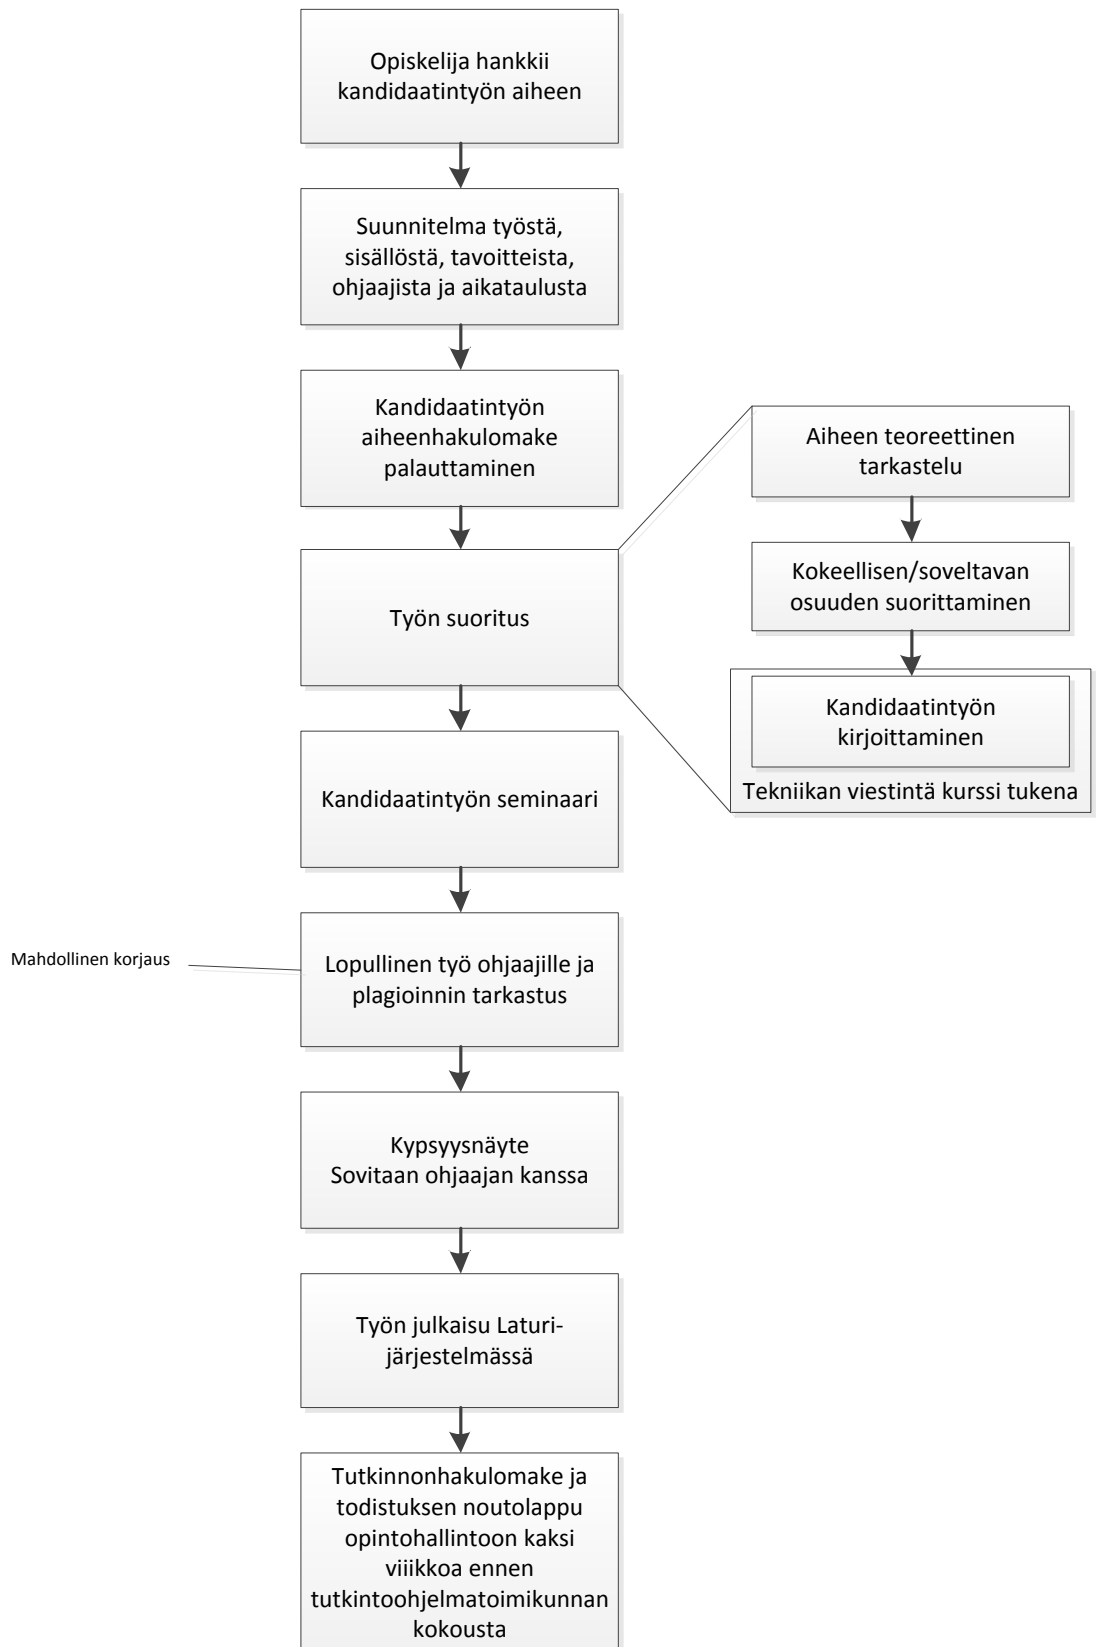 Opiskelija hankkii
kandidaatintyön aiheen
Suunnitelma työstä,
sisällöstä, tavoitteista,
ohjaajista ja aikataulusta
Kandidaatintyön
aiheenhakulomake
palauttaminen
Työn suoritus
Aiheen teoreettinen
tarkastelu
Kokeellisen/soveltavan
osuuden suorittaminen
Kandidaatintyön
kirjoittaminen
Tekniikan viestintä kurssi tukena
Kandidaatintyön seminaari
Mahdollinen korjaus
Lopullinen työ ohjaajille ja
plagioinnin tarkastus
Kypsyysnäyte
Sovitaan ohjaajan kanssa
Työn julkaisu Laturi-
järjestelmässä
Tutkinnonhakulomake ja
todistuksen noutolappu
opintohallintoon kaksi
viiikkoa ennen
tutkintoohjelmatoimikunnan
kokousta